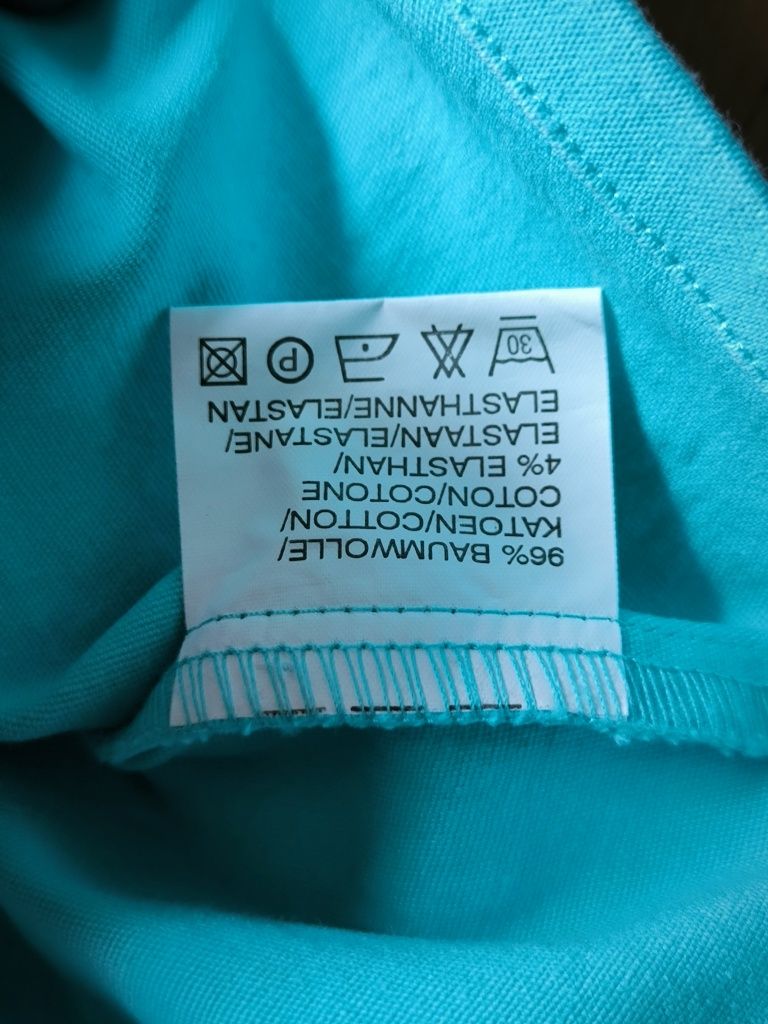 96% BAUMWOLLE/
KATOEN/COTTON/
COTON/COTONE
4% ELASTHAN/
ELASTAAN/ELASTANE/
ELASTHANNE/ELASTAN
30 P